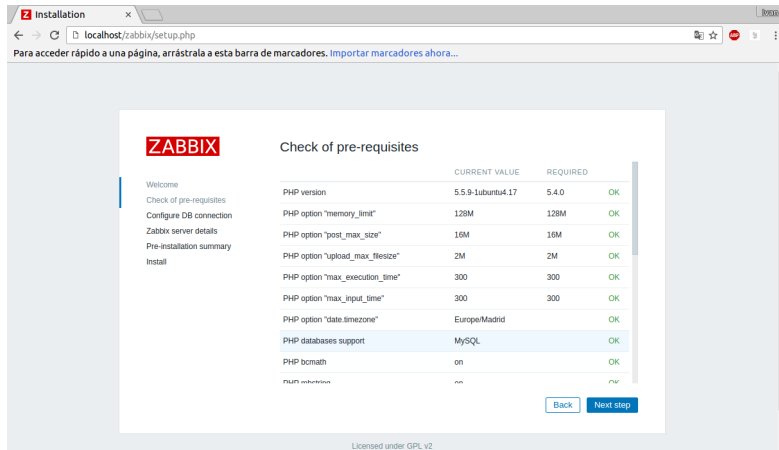 Installation
Ivan
localhost/zabbix/setup.php
Para acceder rápido a una página, arrástrala a esta barra de marcadores. Importar marcadores ahora...
ZABBIX
Check of pre-requisites
Welcome
Check of pre-requisites
Configure DB connection
Zabbix server details
Pre-installation summary
Install
CURRENT VALUE REQUIRED
PHP version 5.5.9-1ubuntu4.17 5.4.0 OK
PHP option "memory_limit" 128M 128M OK
PHP option "post_max_size" 16M 16M OK
PHP option "upload_max_filesize" 2M 2M OK
PHP option "max_execution_time" 300 300 OK
PHP option "max_input_time" 300 300 OK
PHP option "date.timezone" Europe/Madrid OK
PHP databases support MySQL OK
PHP bcmath on OK
PHP mbstring on OK
Back Next step
Licensed under GPL v2